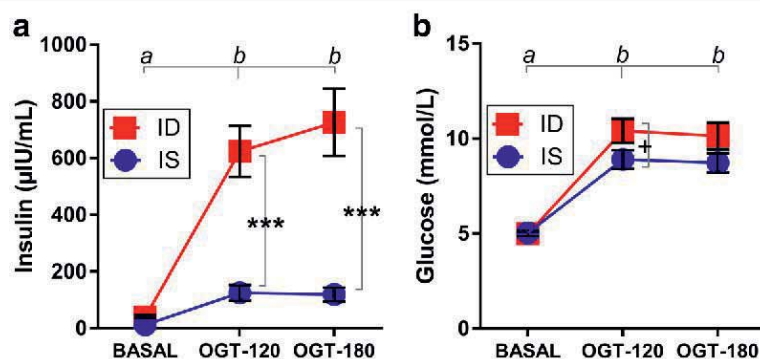 a
Insulin (µIU/mL)
1000
800
600
400
200
0
a b b
ID
IS
***
***
BASAL OGT-120 OGT-180
b
Glucose (mmol/L)
15
10
5
0
a b b
ID
IS
+
BASAL OGT-120 OGT-180